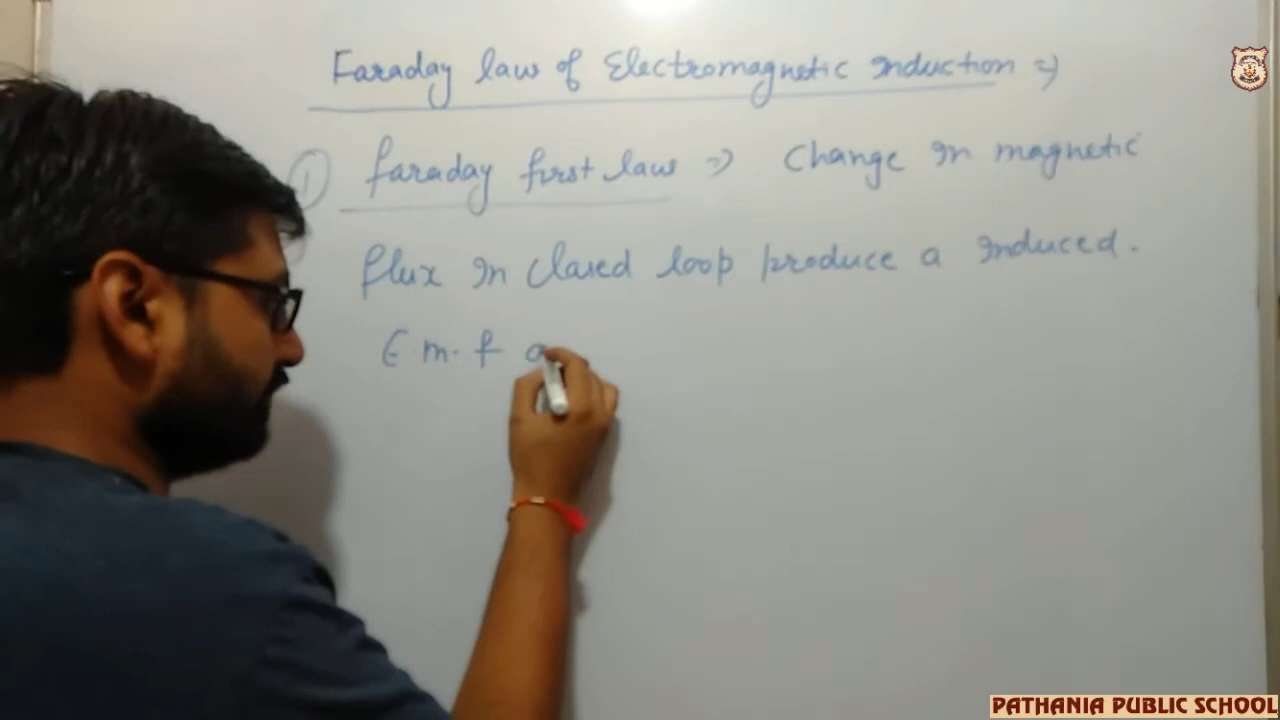 Faraday law of Electromagnetic Induction ⇒
① faraday first law ⇒ Change in magnetic
flux in Clased loop produce a induced.
E.m.f a
PATHANIA PUBLIC SCHOOL